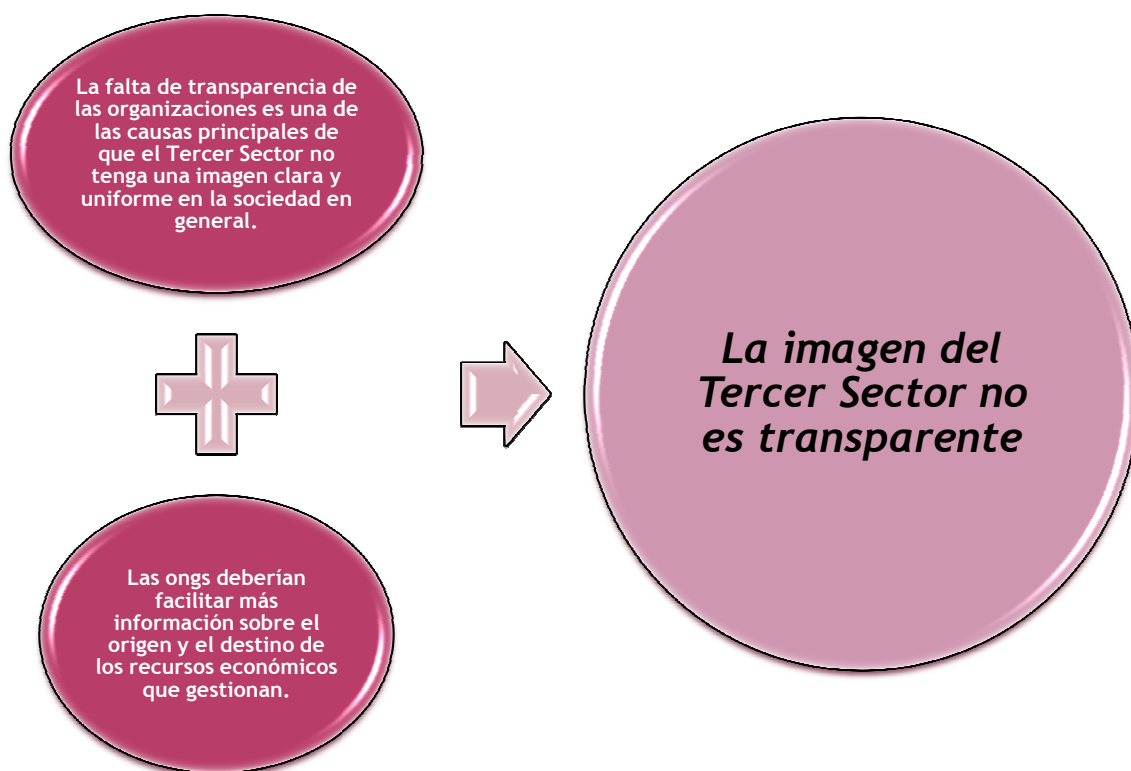 La falta de transparencia de
las organizaciones es una de
las causas principales de
que el Tercer Sector no
tenga una imagen clara y
uniforme en la sociedad en
general.
Las ongs deberían
facilitar más
información sobre el
origen y el destino de
los recursos económicos
que gestionan.
La imagen del
Tercer Sector no
es transparente